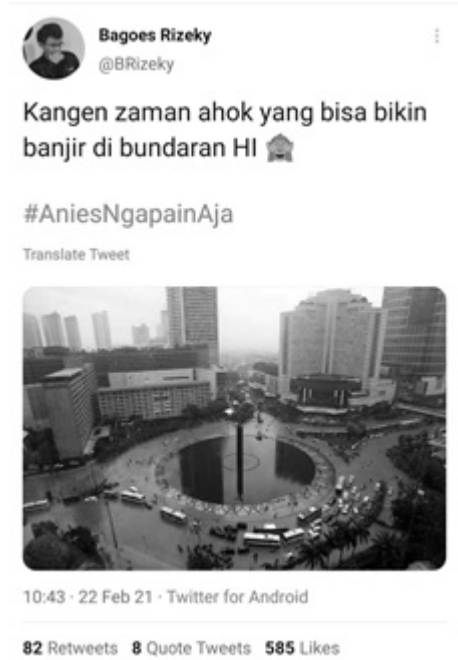 Bagoes Rizeky
@BRizeky
Kangen zaman ahok yang bisa bikin
banjir di bundaran HI 🙈
#AniesNgapainAja
Translate Tweet
10:43 · 22 Feb 21 · Twitter for Android
82 Retweets 8 Quote Tweets 585 Likes